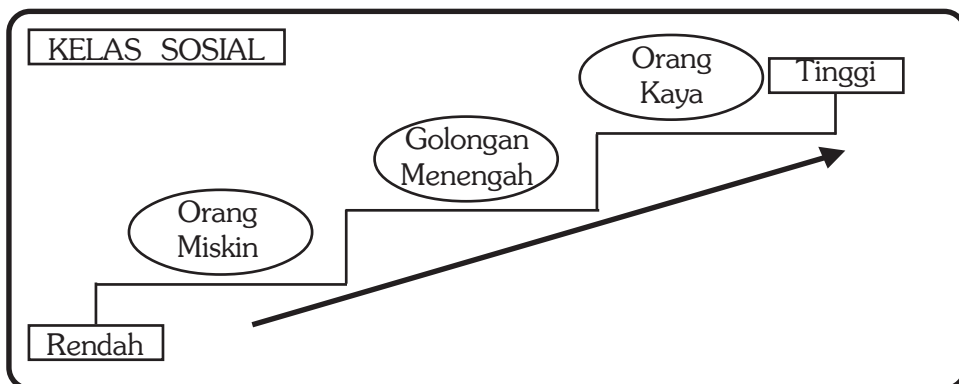 KELAS SOSIAL
Orang
Kaya
Tinggi
Golongan
Menengah
Orang
Miskin
Rendah